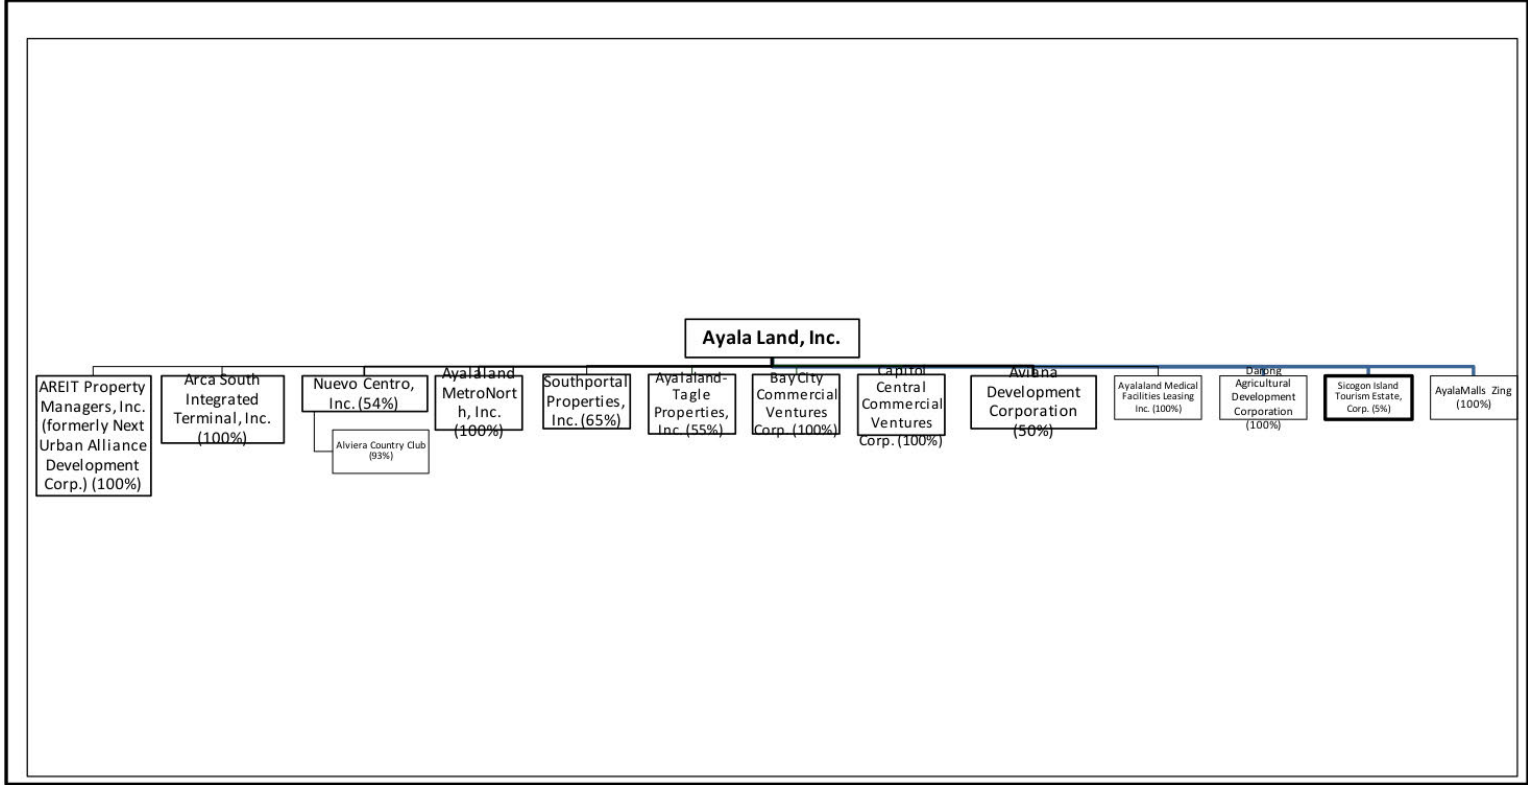 Ayala Land, Inc.
AREIT Property
Managers, Inc.
(formerly Next
Urban Alliance
Development
Corp.) (100%)
Arca South
Integrated
Terminal, Inc.
(100%)
Nuevo Centro,
Inc. (54%)
Alviera Country Club
(93%)
Ayalaland
MetroNort
h, Inc.
(100%)
Southportal
Properties,
Inc. (65%)
Ayalaland-
Tagle
Properties,
Inc. (55%)
BayCity
Commercial
Ventures
Corp. (100%)
Capitol
Central
Commercial
Ventures
Corp. (100%)
Aviana
Development
Corporation
(50%)
Ayalaland Medical
Facilities Leasing
Inc. (100%)
Darong
Agricultural
Development
Corporation
(100%)
Sicogon Island
Tourism Estate,
Corp. (5%)
AyalaMalls Zing
(100%)